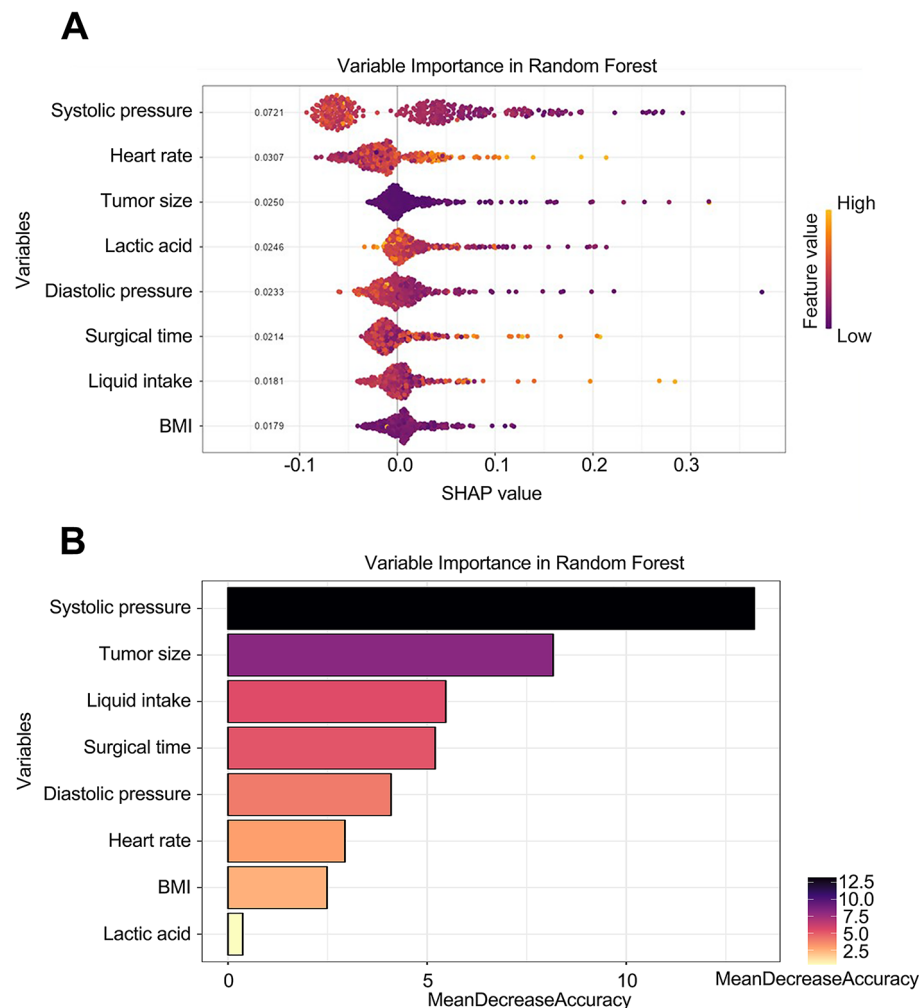 A
Variable Importance in Random Forest
Variables
Systolic pressure 0.0721
Heart rate 0.0307
Tumor size 0.0250
Lactic acid 0.0246
Diastolic pressure 0.0233
Surgical time 0.0214
Liquid intake 0.0181
BMI 0.0179
-0.1 0.0 0.1 0.2 0.3
SHAP value
High
Feature value
Low
B
Variable Importance in Random Forest
Variables
Systolic pressure
Tumor size
Liquid intake
Surgical time
Diastolic pressure
Heart rate
BMI
Lactic acid
0 5 10
MeanDecreaseAccuracy
12.5
10.0
7.5
5.0
2.5
MeanDecreaseAccuracy